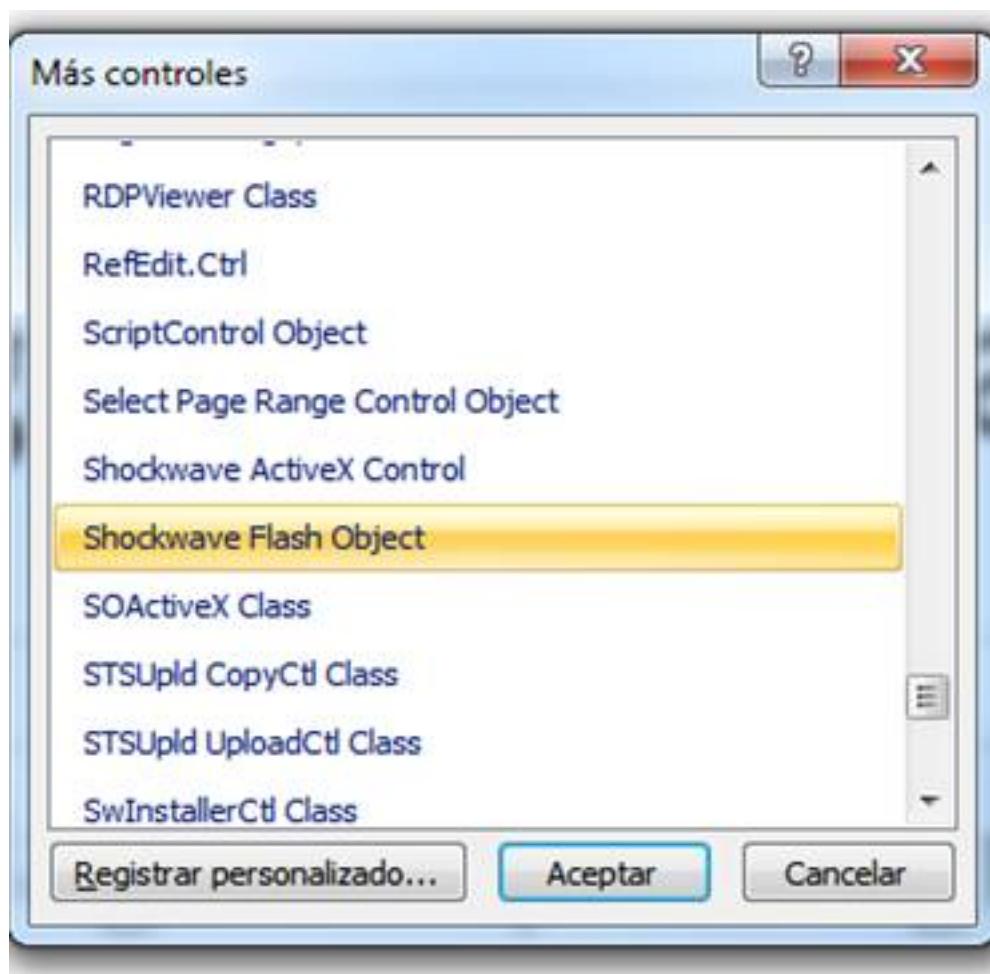 Más controles
RDPViewer Class
RefEdit.Ctrl
ScriptControl Object
Select Page Range Control Object
Shockwave ActiveX Control
Shockwave Flash Object
SOActiveX Class
STSUpld CopyCtl Class
STSUpld UploadCtl Class
SwInstallerCtl Class
Registrar personalizado... Aceptar Cancelar